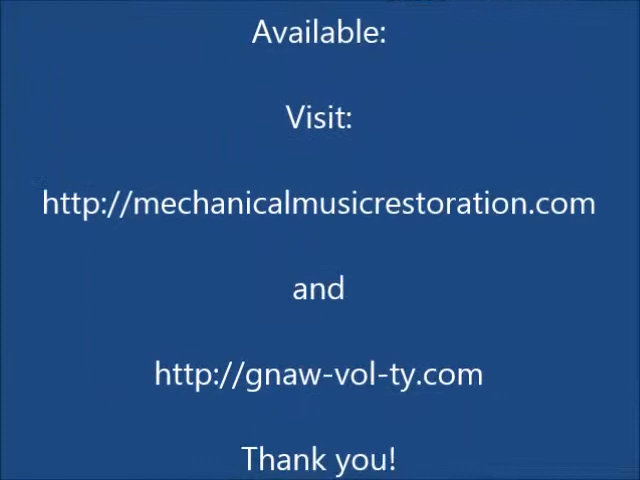 Available:
Visit:
http://mechanicalmusicrestoration.com
and
http://gnaw-vol-ty.com
Thank you!